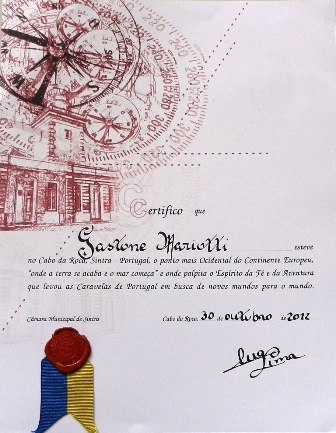 Certifico que
Gastone Mariotti esteve
no Cabo da Roca, Sintra - Portugal, o ponto mais Ocidental do Continente Europeu,
"onde a terra se acaba e o mar começa" e onde palpita o Espírito da Fé e da Aventura
que levou as Caravelas de Portugal em busca de novos mundos para o mundo.
Câmara Municipal de Sintra
Cabo da Roca, 30 de outubro de 2012